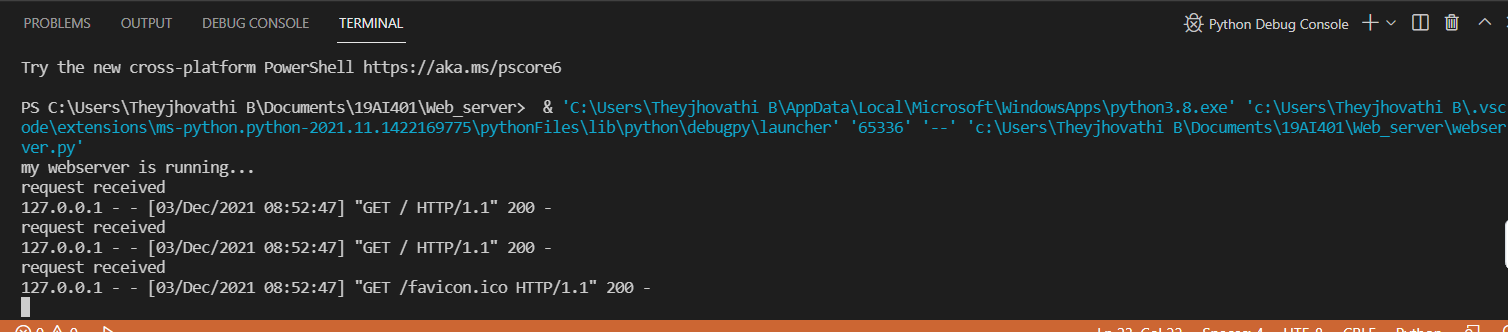 PROBLEMS OUTPUT DEBUG CONSOLE TERMINAL Python Debug Console
Try the new cross-platform PowerShell https://aka.ms/pscore6
PS C:\Users\Theyjhovathi B\Documents\19AI401\Web_server>  & 'C:\Users\Theyjhovathi B\AppData\Local\Microsoft\WindowsApps\python3.8.exe' 'c:\Users\Theyjhovathi B\.vsc
ode\extensions\ms-python.python-2021.11.1422169775\pythonFiles\lib\python\debugpy\launcher' '65336' '--' 'c:\Users\Theyjhovathi B\Documents\19AI401\Web_server\webser
ver.py'
my webserver is running...
request received
127.0.0.1 - - [03/Dec/2021 08:52:47] "GET / HTTP/1.1" 200 -
request received
127.0.0.1 - - [03/Dec/2021 08:52:47] "GET / HTTP/1.1" 200 -
request received
127.0.0.1 - - [03/Dec/2021 08:52:47] "GET /favicon.ico HTTP/1.1" 200 -